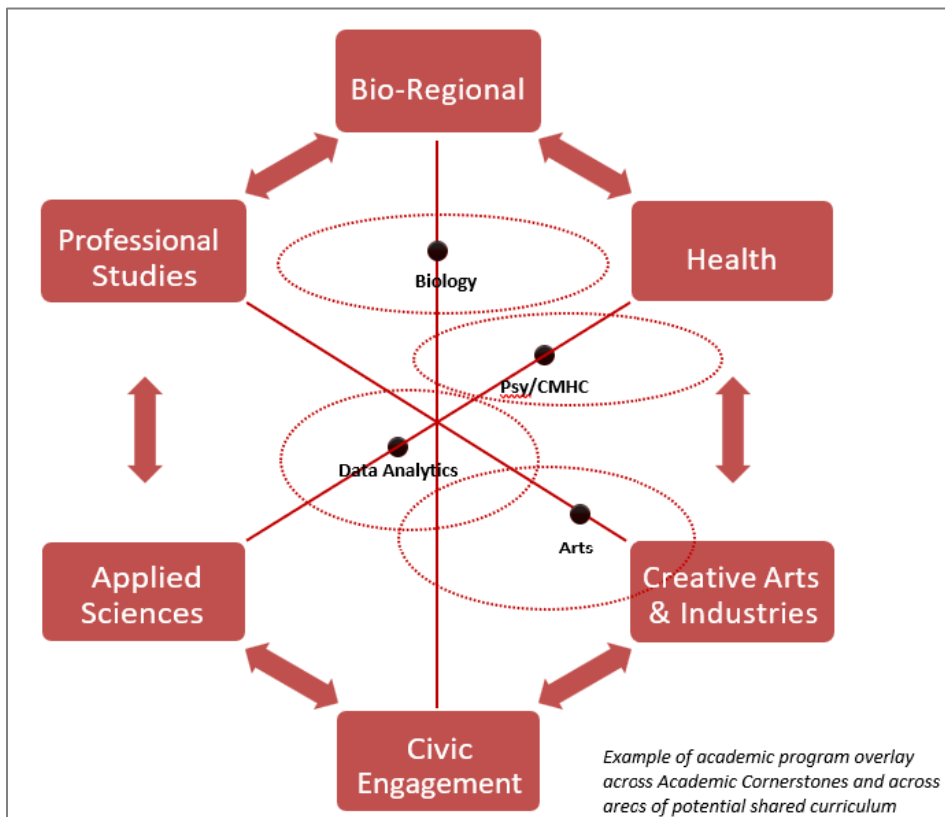 Bio-Regional
Professional
Studies
Health
Biology
Psy/CMHC
Data Analytics
Arts
Applied
Sciences
Creative Arts
& Industries
Civic
Engagement
Example of academic program overlay
across Academic Cornerstones and across
areas of potential shared curriculum